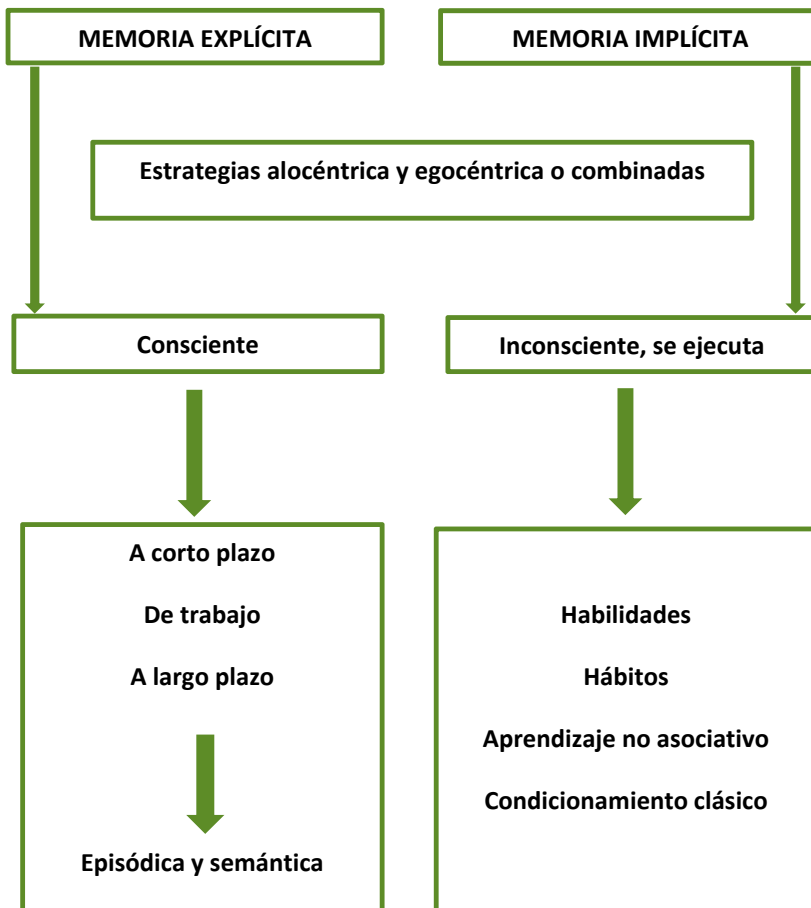 MEMORIA EXPLÍCITA
MEMORIA IMPLÍCITA
Estrategias alocéntrica y egocéntrica o combinadas
Consciente
Inconsciente, se ejecuta
A corto plazo
De trabajo
A largo plazo
Episódica y semántica
Habilidades
Hábitos
Aprendizaje no asociativo
Condicionamiento clásico